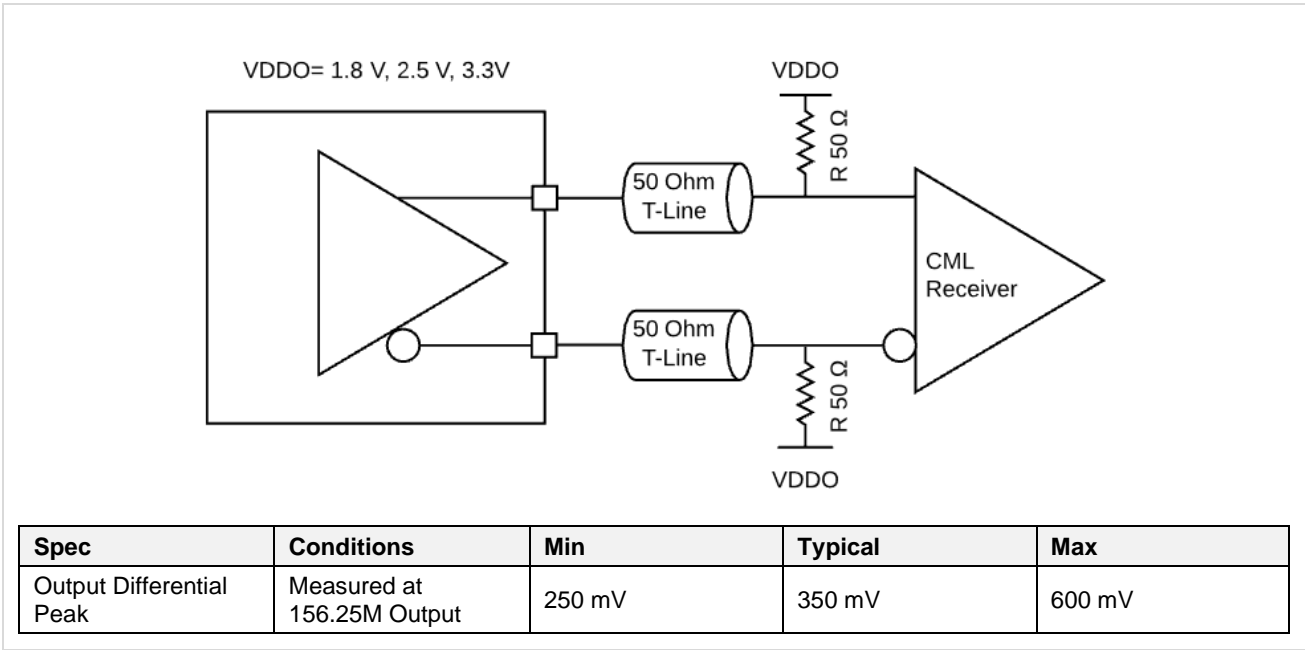 VDDO= 1.8 V, 2.5 V, 3.3V
VDDO
R 50 Ω
50 Ohm
T-Line
CML
Receiver
50 Ohm
T-Line
R 50 Ω
VDDO
Spec Conditions Min Typical Max
Output Differential Peak Measured at 156.25M Output 250 mV 350 mV 600 mV